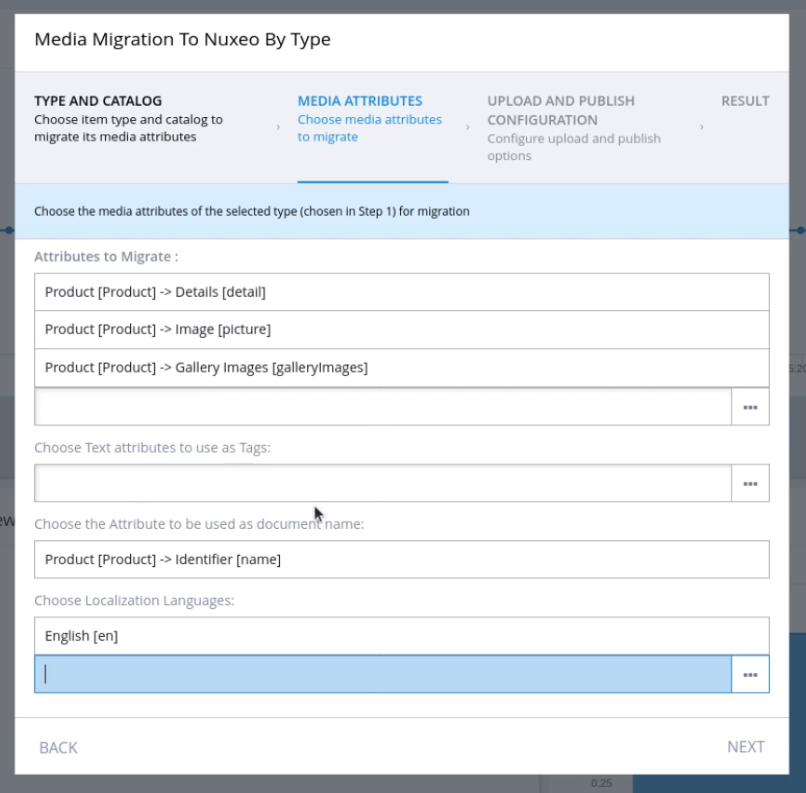 Media Migration To Nuxeo By Type
TYPE AND CATALOG
Choose item type and catalog to
migrate its media attributes
›
MEDIA ATTRIBUTES
Choose media attributes
to migrate
›
UPLOAD AND PUBLISH
CONFIGURATION
Configure upload and publish
options
›
RESULT
Choose the media attributes of the selected type (chosen in Step 1) for migration
Attributes to Migrate :
Product [Product] -> Details [detail]
Product [Product] -> Image [picture]
Product [Product] -> Gallery Images [galleryImages]
Choose Text attributes to use as Tags:
Choose the Attribute to be used as document name:
Product [Product] -> Identifier [name]
Choose Localization Languages:
English [en]
BACK
NEXT
0.25